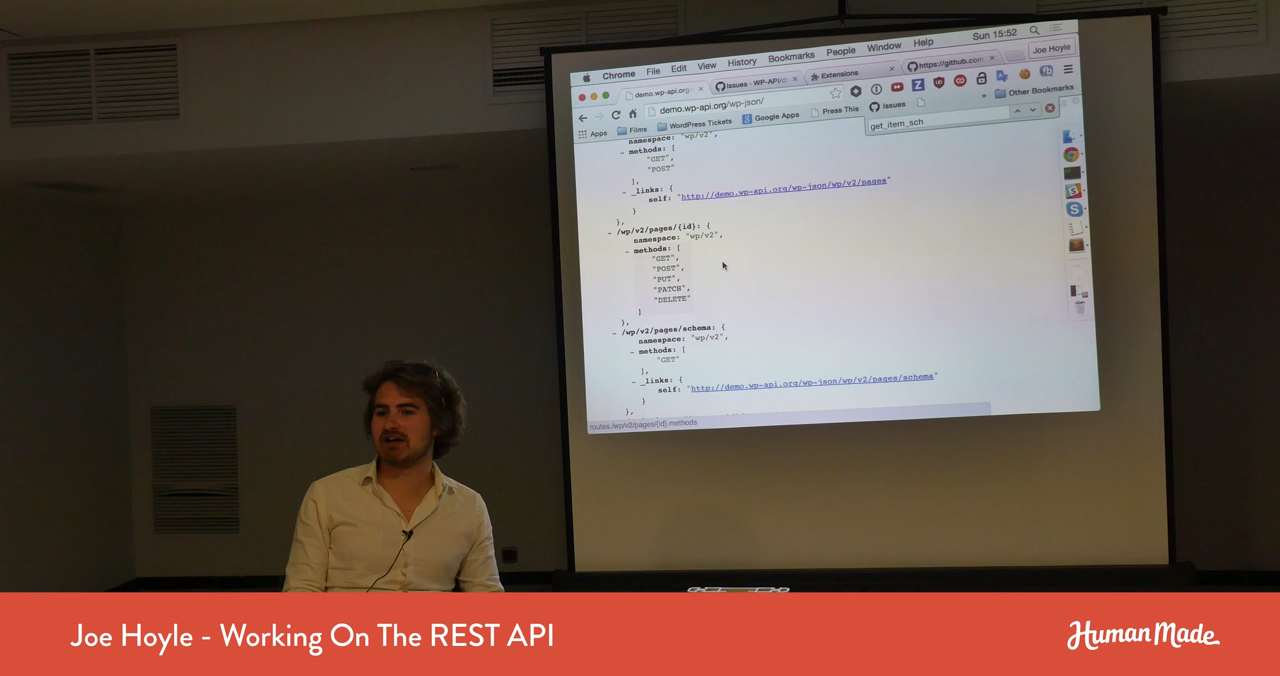 Chrome File Edit View History Bookmarks People Window Help Sun 15:52
demo.wp-api.org Issues · WP-API Extensions https://github.com Joe Hoyle
demo.wp-api.org/wp-json/
Apps Films WordPress Tickets Google Apps Press This Issues Other Bookmarks
get_item_sch
namespace: "wp/v2",
- methods: [
"GET",
"POST"
],
- _links: {
self: "http://demo.wp-api.org/wp-json/wp/v2/pages"
}
},
- /wp/v2/pages/{id}: {
namespace: "wp/v2",
- methods: [
"GET",
"POST",
"PUT",
"PATCH",
"DELETE"
]
},
- /wp/v2/pages/schema: {
namespace: "wp/v2",
- methods: [
"GET"
],
- _links: {
self: "http://demo.wp-api.org/wp-json/wp/v2/pages/schema"
}
},
routes./wp/v2/pages/{id}.methods
Joe Hoyle - Working On The REST API
Human Made